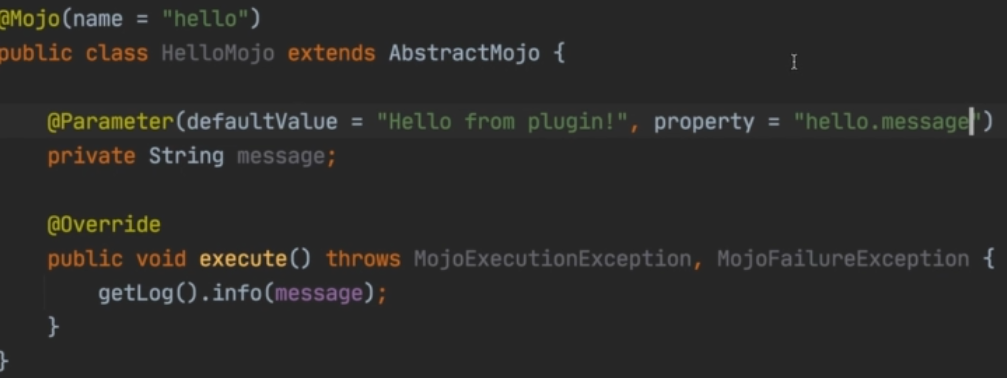 @Mojo(name = "hello")
public class HelloMojo extends AbstractMojo {
@Parameter(defaultValue = "Hello from plugin!", property = "hello.message")
private String message;
@Override
public void execute() throws MojoExecutionException, MojoFailureException {
getLog().info(message);
}
}